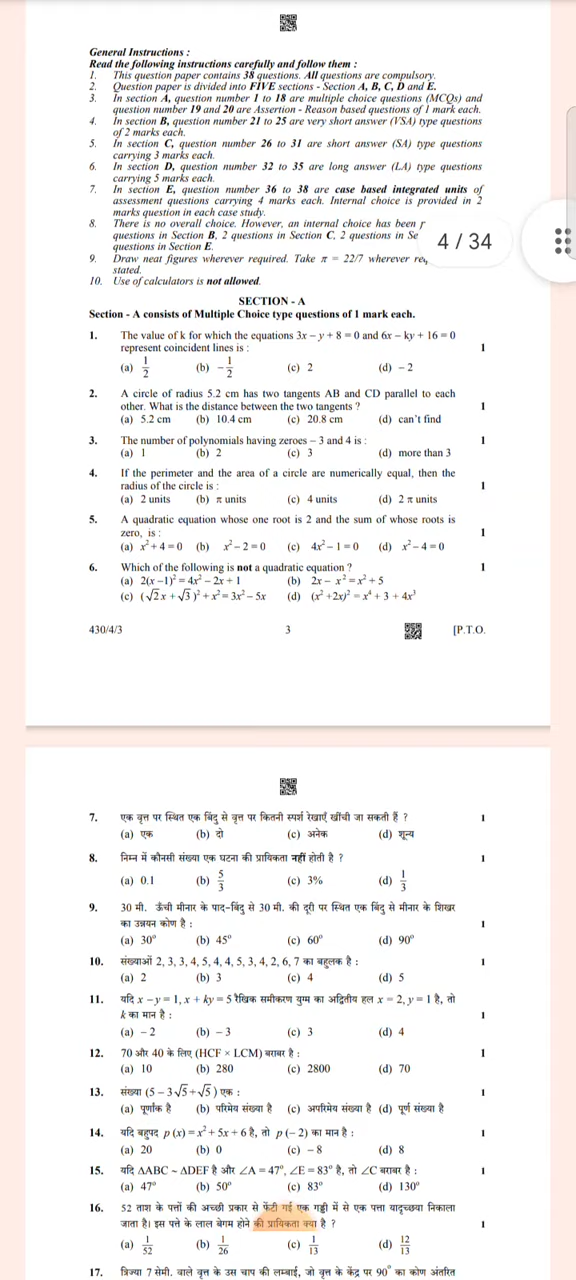 General Instructions :
Read the following instructions carefully and follow them :
1. This question paper contains 38 questions. All questions are compulsory.
2. Question paper is divided into FIVE sections - Section A, B, C, D and E.
3. In section A, question number 1 to 18 are multiple choice questions (MCQs) and
question number 19 and 20 are Assertion - Reason based questions of 1 mark each.
4. In section B, question number 21 to 25 are very short answer (VSA) type questions
of 2 marks each.
5. In section C, question number 26 to 31 are short answer (SA) type questions
carrying 3 marks each.
6. In section D, question number 32 to 35 are long answer (LA) type questions
carrying 5 marks each.
7. In section E, question number 36 to 38 are case based integrated units of
assessment questions carrying 4 marks each. Internal choice is provided in 2
marks question in each case study.
8. There is no overall choice. However, an internal choice has been
questions in Section B, 2 questions in Section C, 2 questions in Se
questions in Section E.
4 / 34
9. Draw neat figures wherever required. Take π = 22/7 wherever
stated.
10. Use of calculators is not allowed.
SECTION - A
Section - A consists of Multiple Choice type questions of 1 mark each.
1. The value of k for which the equations 3x – y + 8 = 0 and 6x – ky + 16 = 0
represent coincident lines is : 1
(a) 1/2 (b) – 1/2 (c) 2 (d) – 2
2. A circle of radius 5.2 cm has two tangents AB and CD parallel to each
other. What is the distance between the two tangents ? 1
(a) 5.2 cm (b) 10.4 cm (c) 20.8 cm (d) can't find
3. The number of polynomials having zeroes – 3 and 4 is : 1
(a) 1 (b) 2 (c) 3 (d) more than 3
4. If the perimeter and the area of a circle are numerically equal, then the
radius of the circle is : 1
(a) 2 units (b) π units (c) 4 units (d) 2 π units
5. A quadratic equation whose one root is 2 and the sum of whose roots is
zero, is : 1
(a) x² + 4 = 0 (b) x² – 2 = 0 (c) 4x² – 1 = 0 (d) x² – 4 = 0
6. Which of the following is not a quadratic equation ? 1
(a) 2(x –1)² = 4x² – 2x + 1 (b) 2x – x² = x² + 5
(c) (√2x + √3)² + x² = 3x² – 5x (d) (x² +2x)² = x⁴ + 3 + 4x³
430/4/3 3 [P.T.O.
7. एक वृत्त पर स्थित एक बिंदु से वृत्त पर कितनी स्पर्श रेखाएँ खींची जा सकती हैं ? 1
(a) एक (b) दो (c) अनेक (d) शून्य
8. निम्न में कौनसी संख्या एक घटना की प्रायिकता नहीं होती है ? 1
(a) 0.1 (b) 5/3 (c) 3% (d) 1/3
9. 30 मी. ऊँची मीनार के पाद-बिंदु से 30 मी. की दूरी पर स्थित एक बिंदु से मीनार के शिखर
का उन्नयन कोण है : 1
(a) 30° (b) 45° (c) 60° (d) 90°
10. संख्याओं 2, 3, 3, 4, 5, 4, 4, 5, 3, 4, 2, 6, 7 का बहुलक है : 1
(a) 2 (b) 3 (c) 4 (d) 5
11. यदि x – y = 1, x + ky = 5 रैखिक समीकरण युग्म का अद्वितीय हल x = 2, y = 1 है, तो
k का मान है : 1
(a) – 2 (b) – 3 (c) 3 (d) 4
12. 70 और 40 के लिए (HCF × LCM) बराबर है : 1
(a) 10 (b) 280 (c) 2800 (d) 70
13. संख्या (5 – 3√5 + √5) एक : 1
(a) पूर्णांक है (b) परिमेय संख्या है (c) अपरिमेय संख्या है (d) पूर्ण संख्या है
14. यदि बहुपद p (x) = x² + 5x + 6 है, तो p (– 2) का मान है : 1
(a) 20 (b) 0 (c) – 8 (d) 8
15. यदि ΔABC ~ ΔDEF है और ∠A = 47°, ∠E = 83° है, तो ∠C बराबर है : 1
(a) 47° (b) 50° (c) 83° (d) 130°
16. 52 ताश के पत्तों की अच्छी प्रकार से फेंटी गई एक गड्डी में से एक पत्ता यादृच्छया निकाला
जाता है। इस पत्ते के लाल बेगम होने की प्रायिकता क्या है ? 1
(a) 1/52 (b) 1/26 (c) 1/13 (d) 12/13
17. त्रिज्या 7 सेमी. वाले वृत्त के उस चाप की लम्बाई, जो वृत्त के केंद्र पर 90° का कोण अंतरित